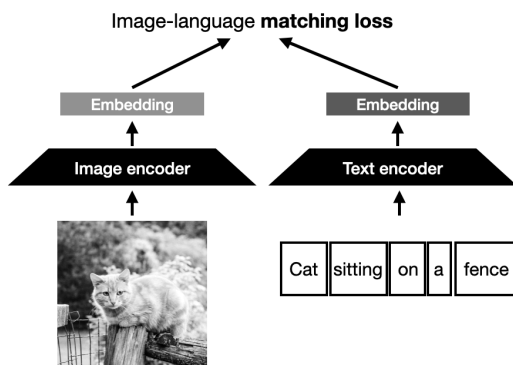 Image-language matching loss
Embedding
Embedding
Image encoder
Text encoder
Cat sitting on a fence